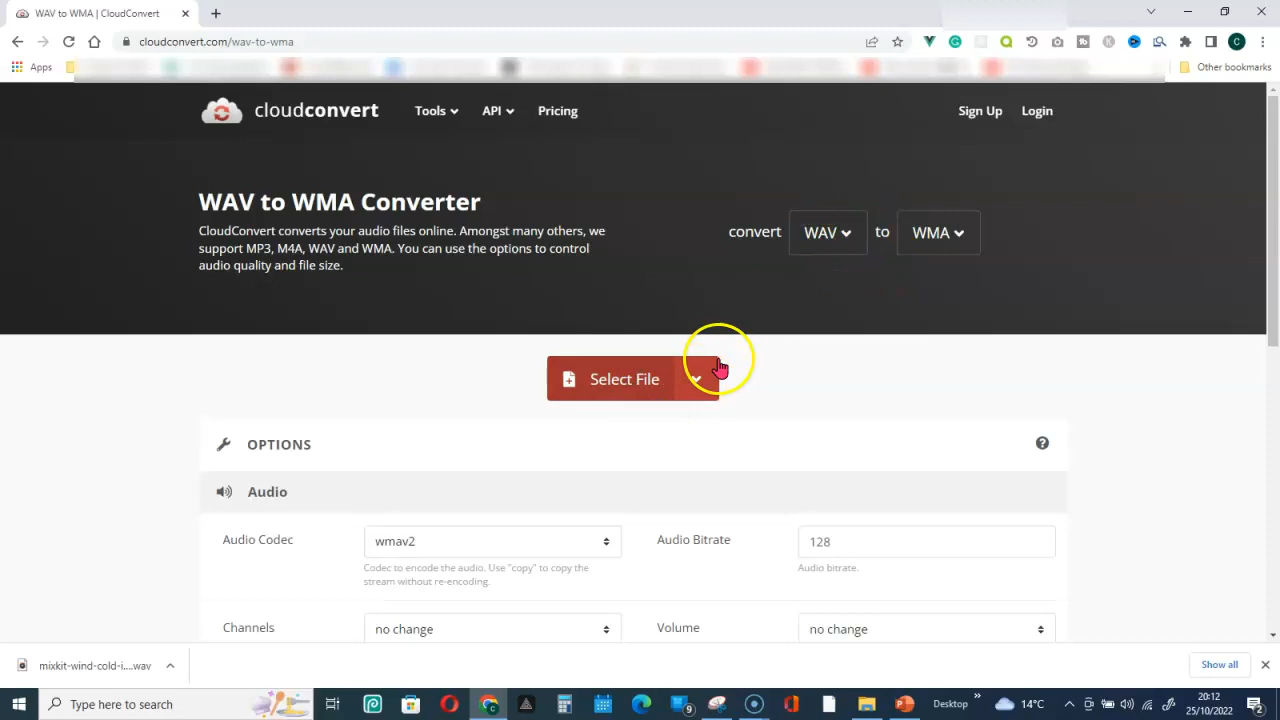 WAV to WMA | CloudConvert
cloudconvert.com/wav-to-wma
Apps
Other bookmarks
cloudconvert
Tools
API
Pricing
Sign Up
Login
WAV to WMA Converter
CloudConvert converts your audio files online. Amongst many others, we
support MP3, M4A, WAV and WMA. You can use the options to control
audio quality and file size.
convert WAV to WMA
Select File
OPTIONS
Audio
Audio Codec
wmav2
Codec to encode the audio. Use "copy" to copy the
stream without re-encoding.
Audio Bitrate
128
Audio bitrate.
Channels
no change
Volume
no change
mixkit-wind-cold-i....wav
Show all
Type here to search
9
Desktop
14°C
20:12
25/10/2022
2